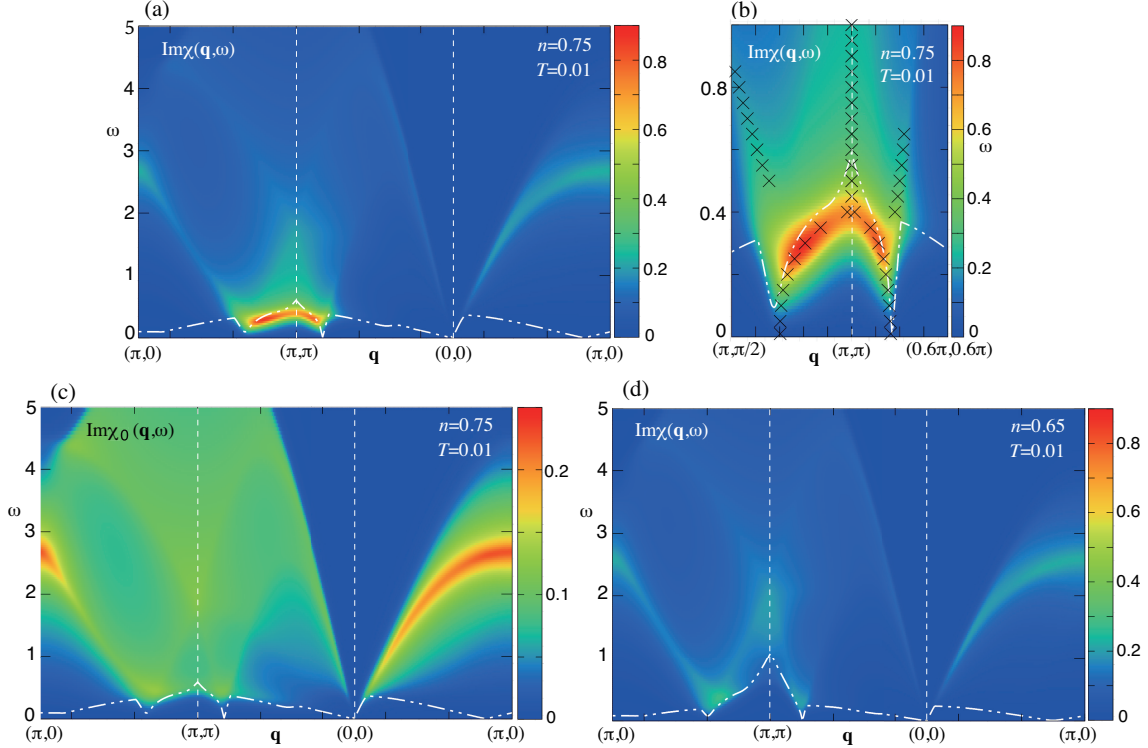 (a)
5
4
3
2
1
0
ω
Imχ(q,ω)
n=0.75
T=0.01
(π,0)
(π,π)
q
(0,0)
(π,0)
0.8
0.6
0.4
0.2
0
(b)
0.8
0.4
0
Imχ(q,ω)
n=0.75
T=0.01
(π,π/2)
q
(π,π)
(0.6π,0.6π)
ω
0.8
0.6
0.4
0.2
0
(c)
5
4
3
2
1
0
ω
Imχ0 (q,ω)
n=0.75
T=0.01
(π,0)
(π,π)
q
(0,0)
(π,0)
0.2
0.1
0
(d)
5
4
3
2
1
0
ω
Imχ(q,ω)
n=0.65
T=0.01
(π,0)
(π,π)
q
(0,0)
(π,0)
0.8
0.6
0.4
0.2
0